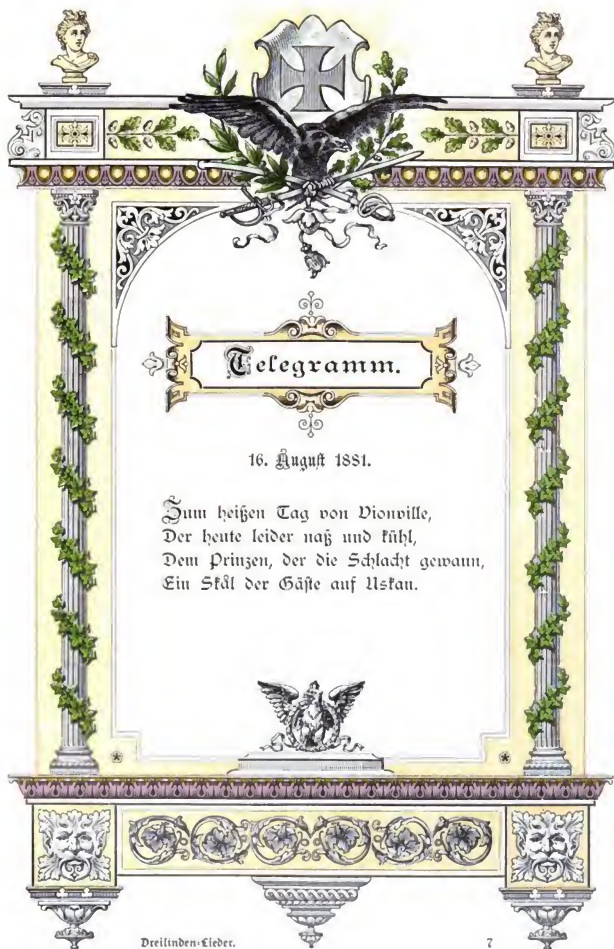 Telegramm.
16. August 1881.
Zum heißen Tag von Vionville,
Der heute leider naß und kühl,
Dem Prinzen, der die Schlacht gewann,
Ein Skål der Gäste auf Uskan.
Dreilinden-Lieder.
7